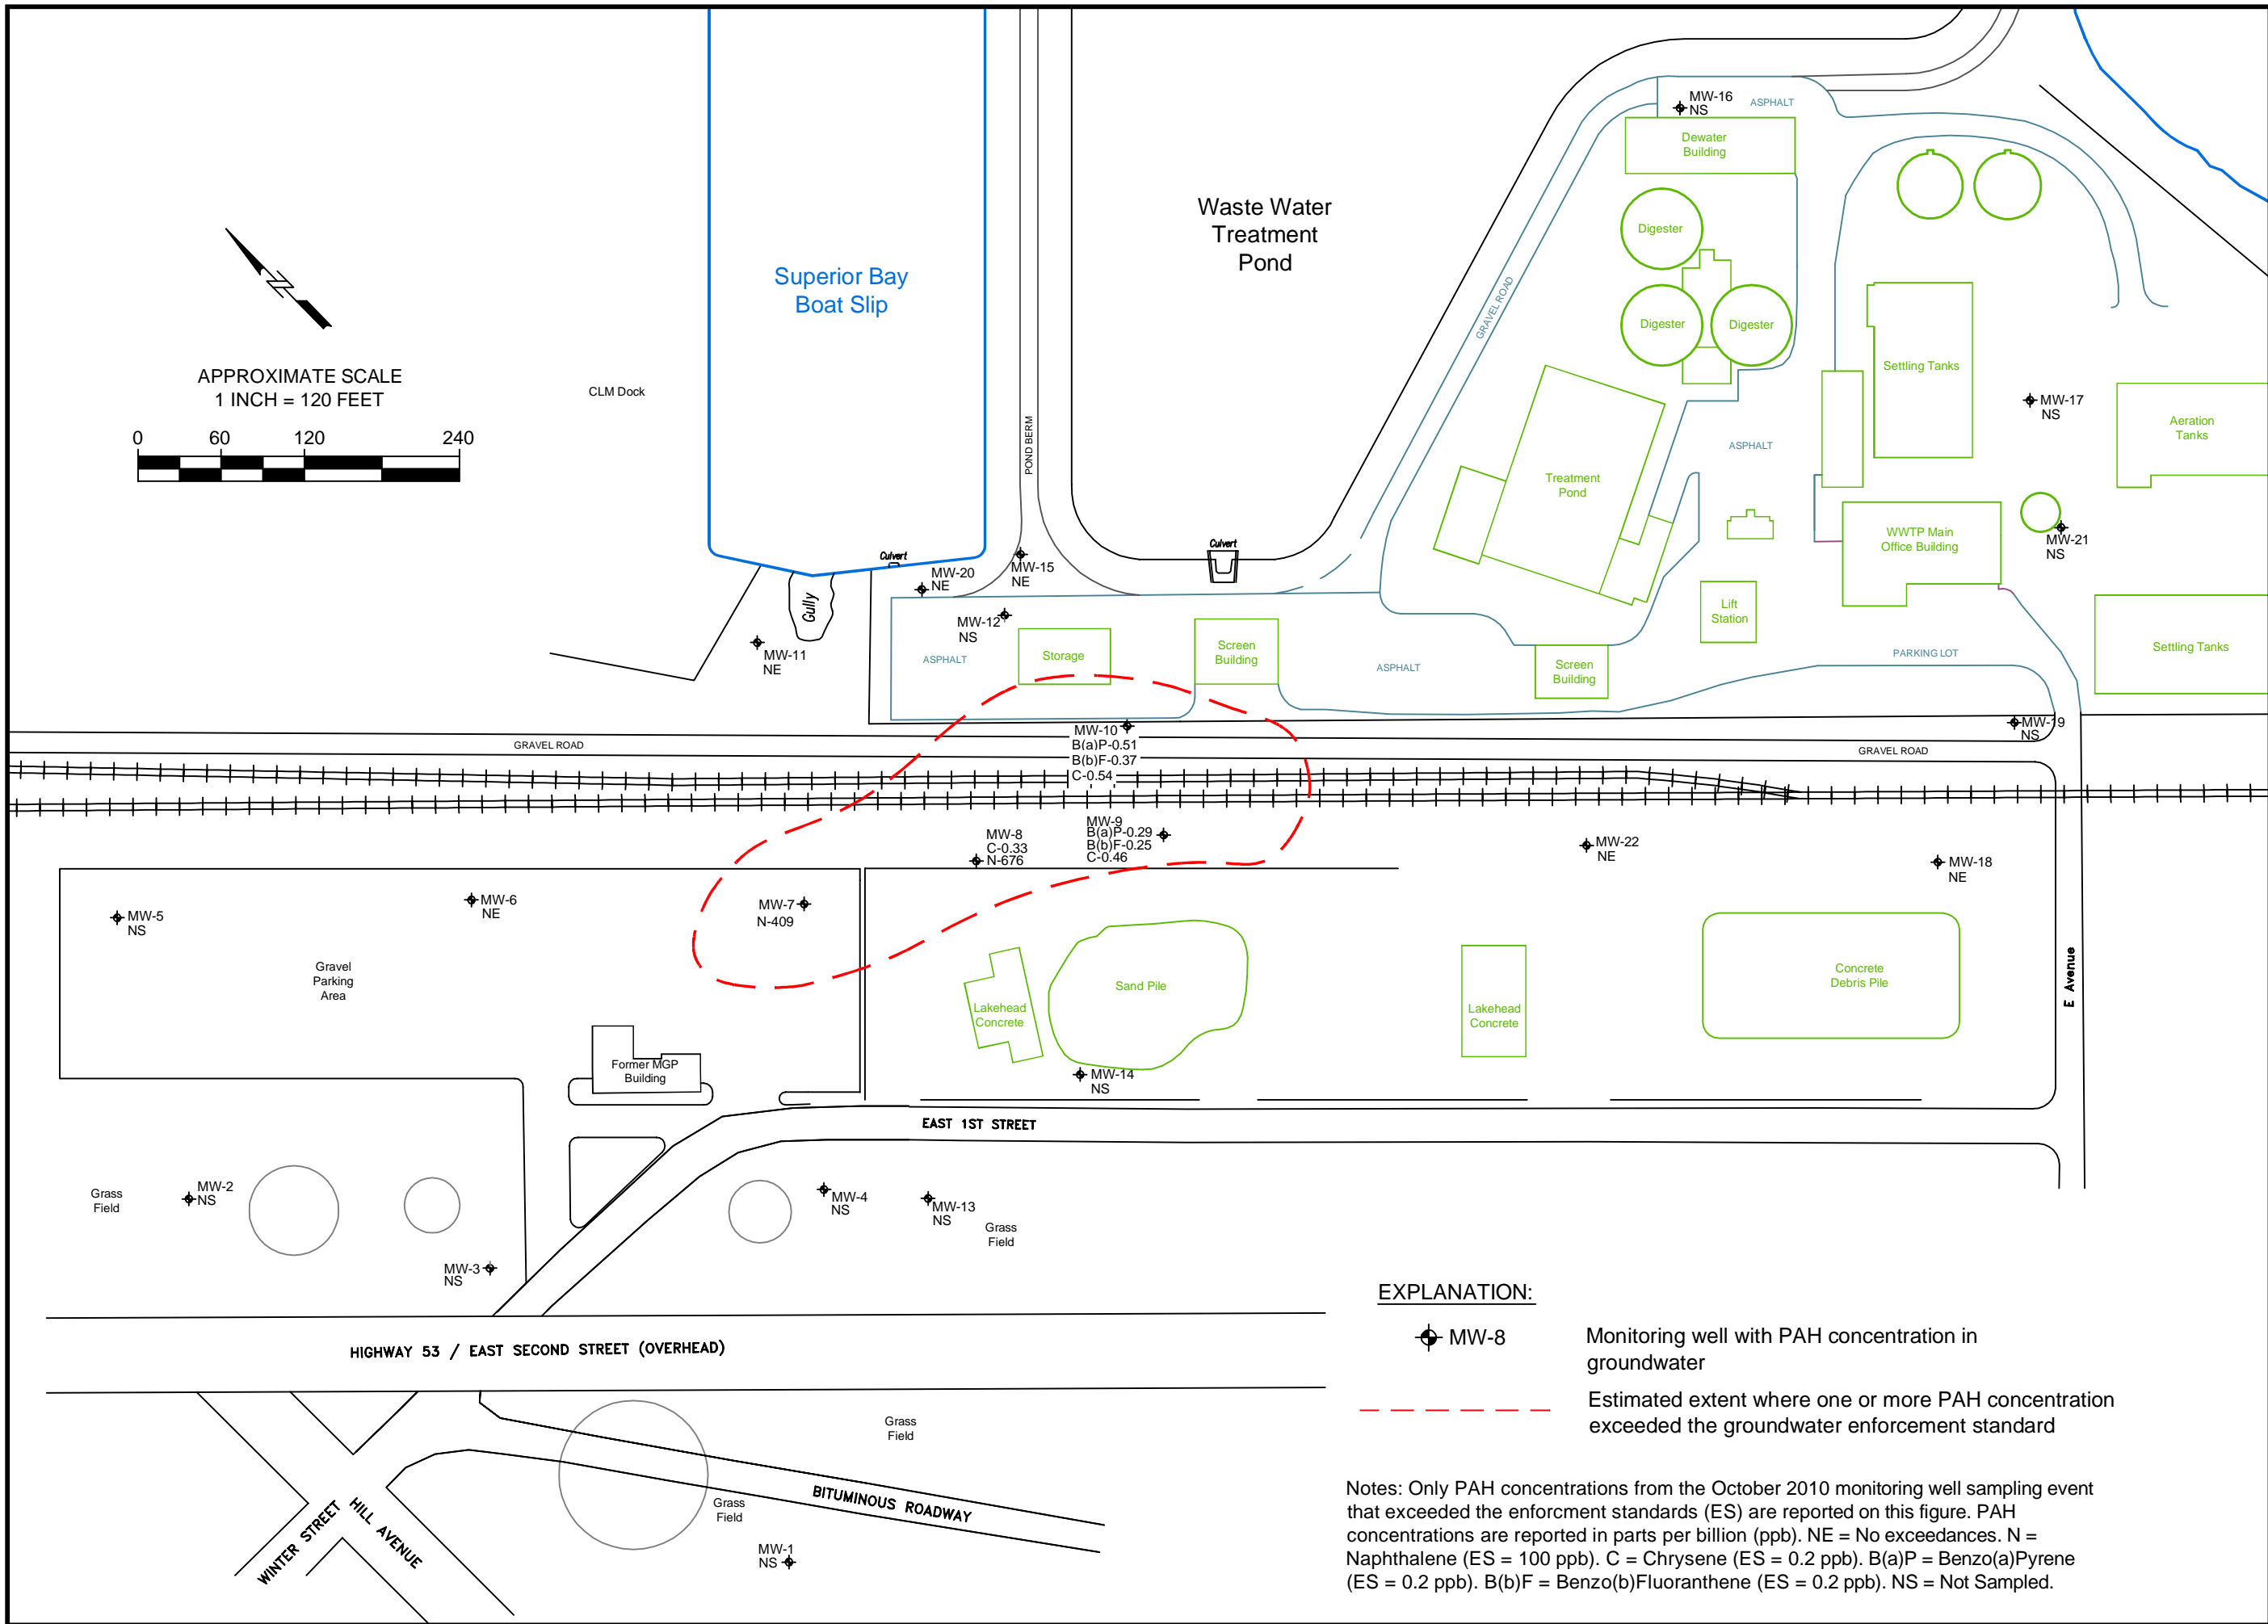 MW-16
NS
ASPHALT
Dewater
Building
Waste Water
Treatment
Pond
Digester
Superior Bay
Boat Slip
Digester
Digester
GRAVEL ROAD
APPROXIMATE SCALE
1 INCH = 120 FEET
0 60 120 240
CLM Dock
Settling Tanks
MW-17
NS
Aeration
Tanks
POND BERM
ASPHALT
Treatment
Pond
WWTP Main
Office Building
MW-21
NS
Culvert
Culvert
MW-20
NE
MW-15
NE
Gully
MW-12
NS
Lift
Station
MW-11
NE
ASPHALT
Storage
Screen
Building
ASPHALT
Screen
Building
PARKING LOT
Settling Tanks
MW-10
B(a)P-0.51
B(b)F-0.37
C-0.54
MW-19
NS
GRAVEL ROAD
GRAVEL ROAD
MW-8
C-0.33
N-676
MW-9
B(a)P-0.29
B(b)F-0.25
C-0.46
MW-22
NE
MW-18
NE
MW-5
NS
MW-6
NE
MW-7
N-409
Gravel
Parking
Area
Lakehead
Concrete
Sand Pile
Lakehead
Concrete
Concrete
Debris Pile
E Avenue
Former MGP
Building
MW-14
NS
EAST 1ST STREET
Grass
Field
MW-2
NS
MW-4
NS
MW-13
NS
Grass
Field
MW-3
NS
HIGHWAY 53 / EAST SECOND STREET (OVERHEAD)
WINTER STREET
HILL AVENUE
Grass
Field
BITUMINOUS ROADWAY
Grass
Field
MW-1
NS
EXPLANATION:
MW-8
Monitoring well with PAH concentration in
groundwater
Estimated extent where one or more PAH concentration
exceeded the groundwater enforcement standard
Notes: Only PAH concentrations from the October 2010 monitoring well sampling event
that exceeded the enforcment standards (ES) are reported on this figure. PAH
concentrations are reported in parts per billion (ppb). NE = No exceedances. N =
Naphthalene (ES = 100 ppb). C = Chrysene (ES = 0.2 ppb). B(a)P = Benzo(a)Pyrene
(ES = 0.2 ppb). B(b)F = Benzo(b)Fluoranthene (ES = 0.2 ppb). NS = Not Sampled.